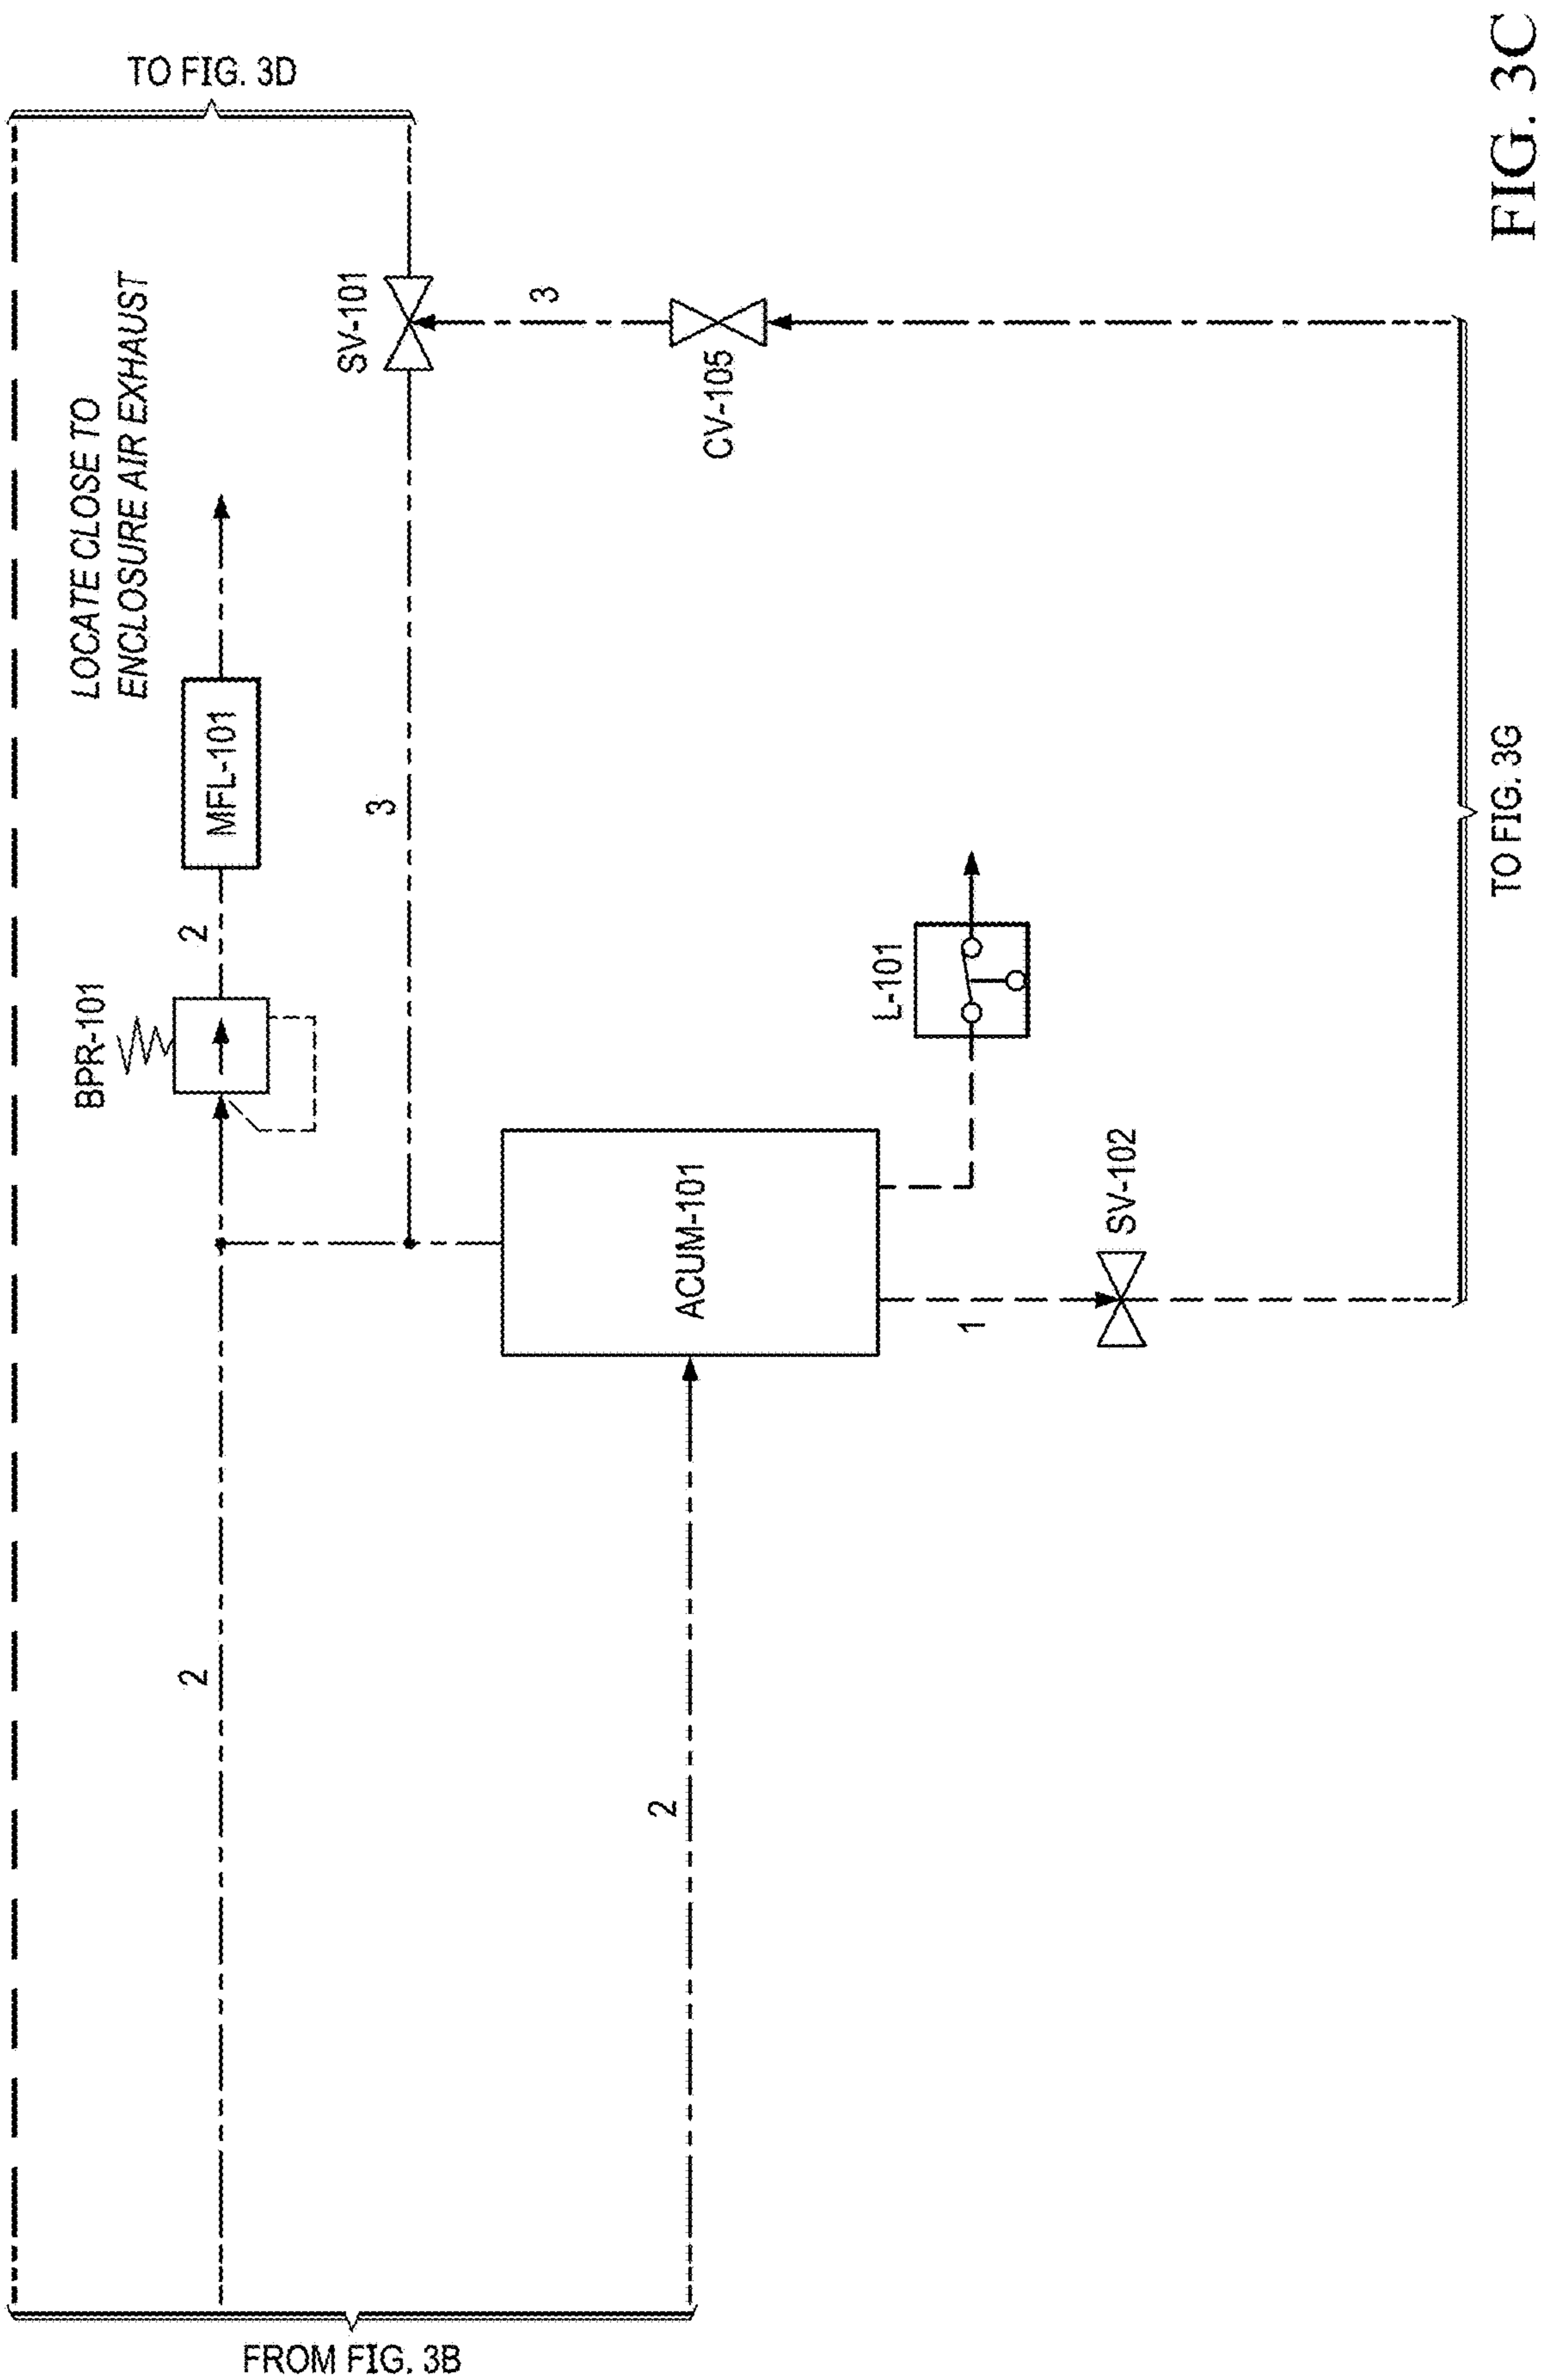 TO FIG. 3D
LOCATE CLOSE TO
ENCLOSURE AIR EXHAUST
BPR-101
2
MFL-101
SV-101
3
3
CV-105
2
ACUM-101
L-101
2
1
SV-102
FROM FIG. 3B
TO FIG. 3G
FIG. 3C